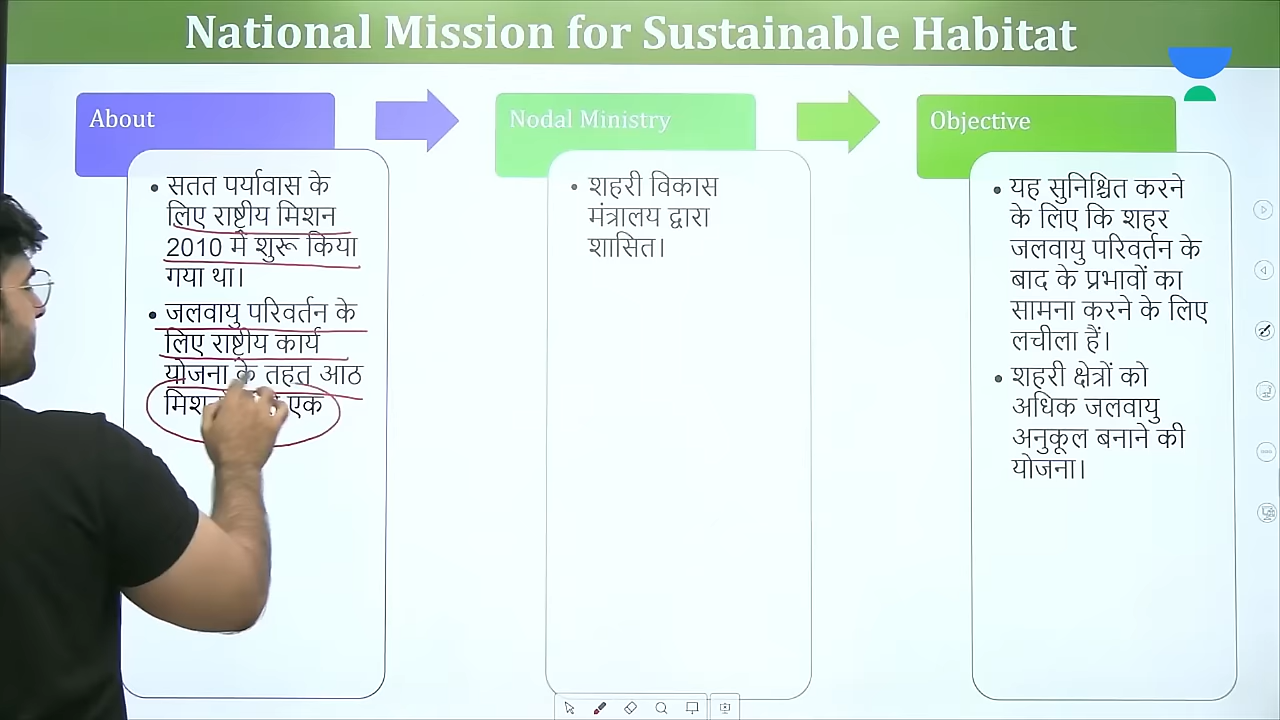 National Mission for Sustainable Habitat
About
सतत पर्यावास के
लिए राष्ट्रीय मिशन
2010 में शुरू किया
गया था।
जलवायु परिवर्तन के
लिए राष्ट्रीय कार्य
योजना के तहत आठ
एक
Nodal Ministry
शहरी विकास
मंत्रालय द्वारा
शासित।
Objective
यह सुनिश्चित करने
के लिए कि शहर
जलवायु परिवर्तन के
बाद के प्रभावों का
सामना करने के लिए
लचीला हैं।
शहरी क्षेत्रों को
अधिक जलवायु
अनुकूल बनाने की
योजना।